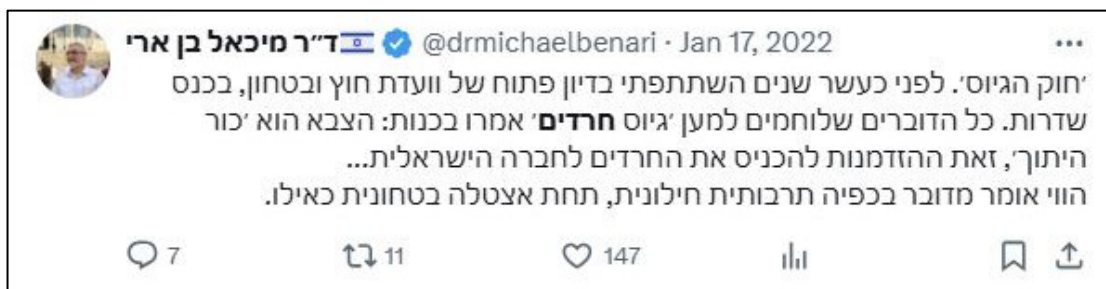 ד״ר מיכאל בן ארי @drmichaelbenari · Jan 17, 2022
׳חוק הגיוס׳. לפני כעשר שנים השתתפתי בדיון פתוח של וועדת חוץ ובטחון, בכנס
שדרות. כל הדוברים שלוחמים למען ׳גיוס חרדים׳ אמרו בכנות: הצבא הוא ׳כור
היתוך׳, זאת ההזדמנות להכניס את החרדים לחברה הישראלית...
הווי אומר מדובר בכפיה תרבותית חילונית, תחת אצטלה בטחונית כאילו.
7 11 147